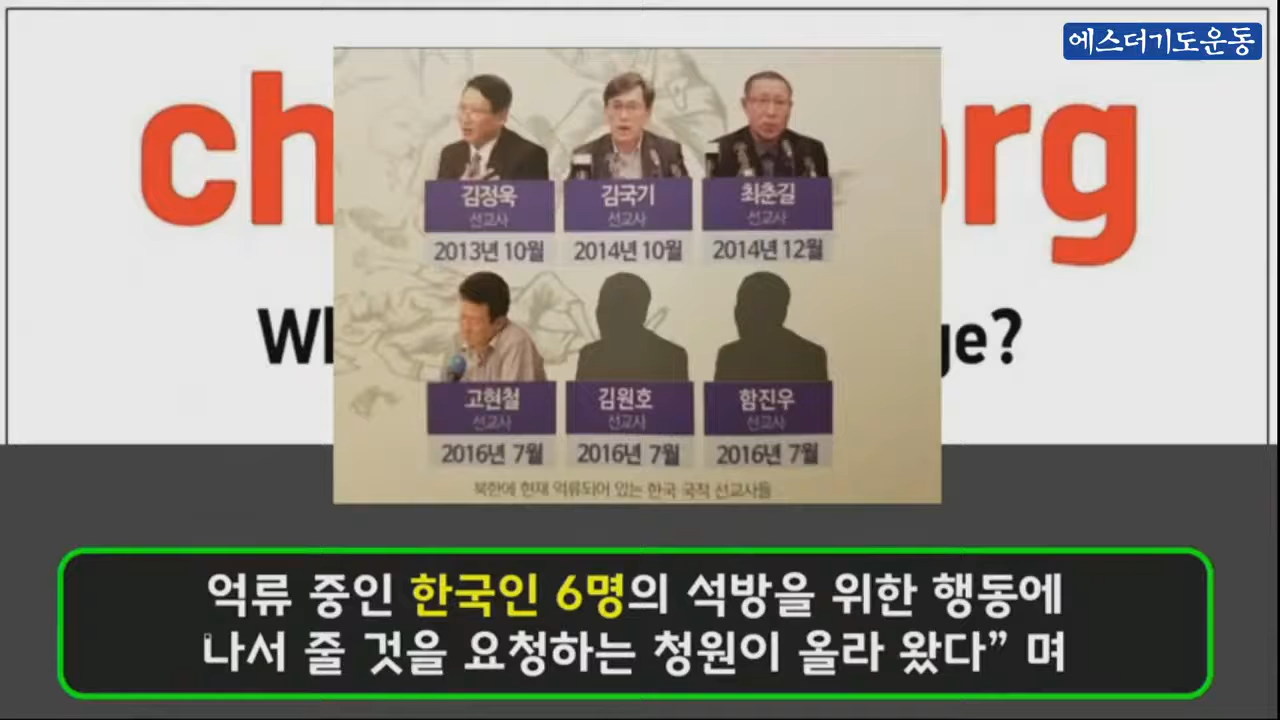 에스더기도운동
ch
org
김정욱
선교사
2013년 10월
김국기
선교사
2014년 10월
최춘길
선교사
2014년 12월
Wh
ge?
고현철
선교사
2016년 7월
김원호
선교사
2016년 7월
함진우
선교사
2016년 7월
북한에 현재 억류되어 있는 한국 국적 선교사들
억류 중인 한국인 6명의 석방을 위한 행동에
나서 줄 것을 요청하는 청원이 올라 왔다” 며